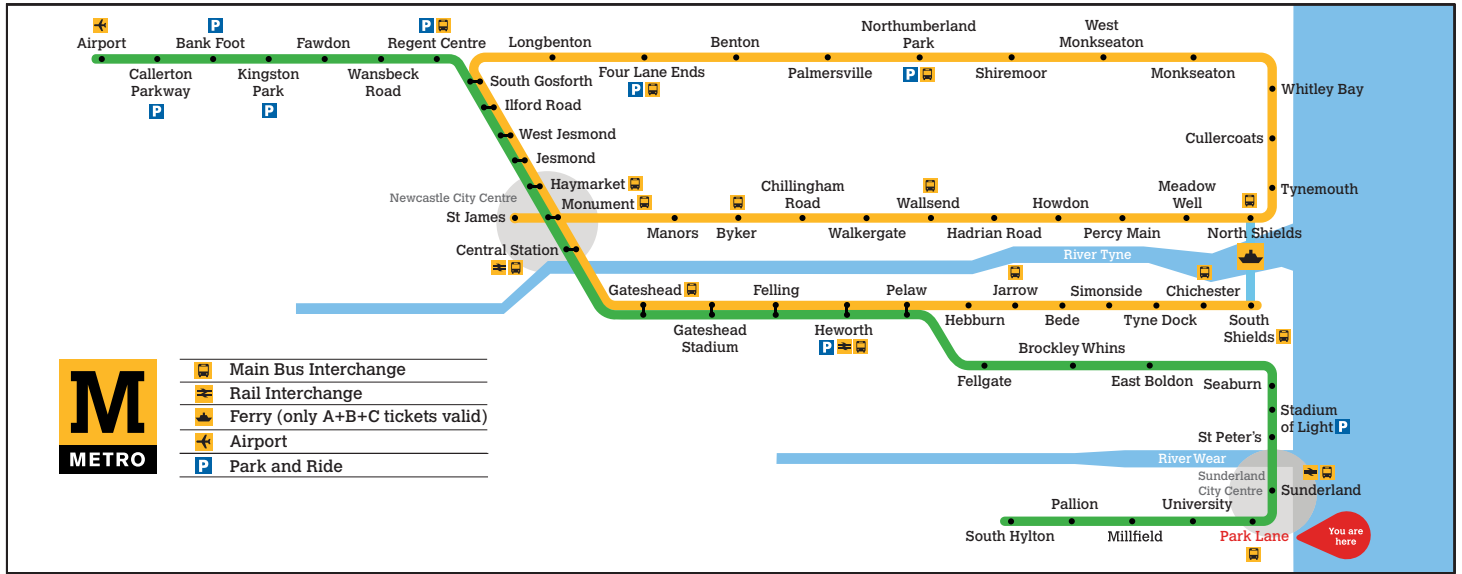 Airport
Callerton
Parkway
P
Bank Foot
P
Kingston
Park
P
Fawdon
Wansbeck
Road
P
Regent Centre
Longbenton
Four Lane Ends
P
Benton
Palmersville
Northumberland
Park
P
Shiremoor
West
Monkseaton
Monkseaton
Whitley Bay
Cullercoats
Tynemouth
South Gosforth
Ilford Road
West Jesmond
Jesmond
Haymarket
Newcastle City Centre
Monument
St James
Central Station
Manors
Byker
Chillingham
Road
Walkergate
Wallsend
Hadrian Road
Howdon
Percy Main
Meadow
Well
North Shields
River Tyne
Gateshead
Gateshead
Stadium
Felling
Heworth
P
Pelaw
Hebburn
Jarrow
Bede
Simonside
Tyne Dock
Chichester
South
Shields
Fellgate
Brockley Whins
East Boldon
Seaburn
Stadium
of Light P
St Peter's
River Wear
Sunderland
City Centre
Sunderland
Park Lane
You are
here
University
Millfield
Pallion
South Hylton
M
METRO
Main Bus Interchange
Rail Interchange
Ferry (only A+B+C tickets valid)
Airport
P Park and Ride